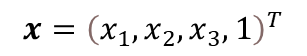 𝒙 = (x₁, x₂, x₃, 1)ᵀ